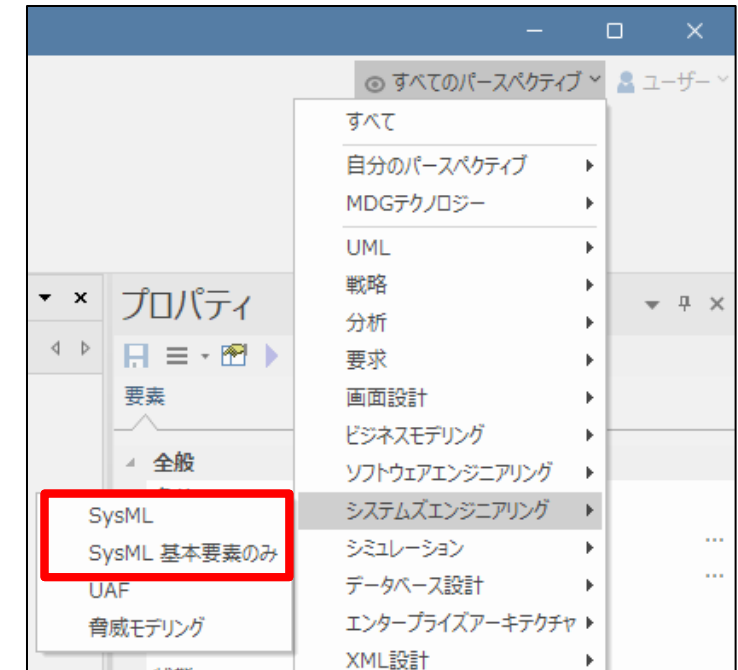 すべてのパースペクティブ
ユーザー
すべて
自分のパースペクティブ
MDGテクノロジー
UML
戦略
分析
要求
画面設計
ビジネスモデリング
ソフトウェアエンジニアリング
システムズエンジニアリング
シミュレーション
データベース設計
エンタープライズアーキテクチャ
XML設計
プロパティ
要素
全般
SysML
SysML 基本要素のみ
UAF
脅威モデリング